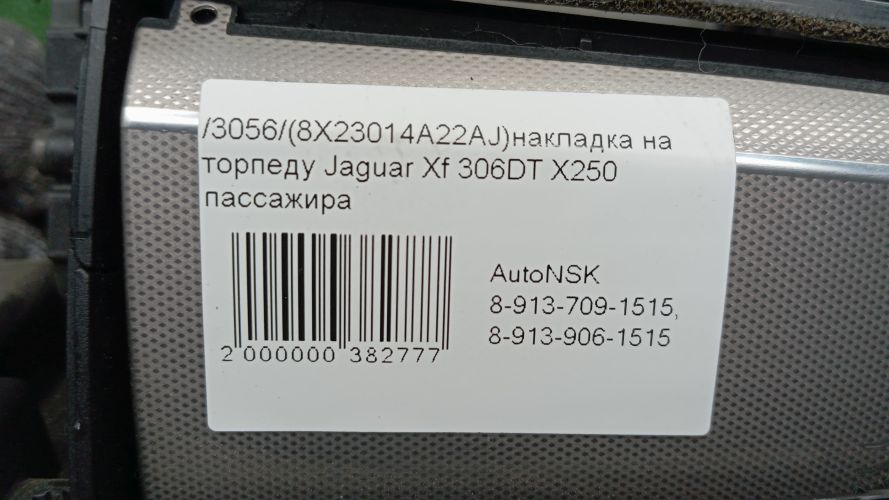 /3056/(8X23014A22AJ)накладка на
торпеду Jaguar Xf 306DT X250
пассажира
AutoNSK
8-913-709-1515,
8-913-906-1515
2 000000 382777